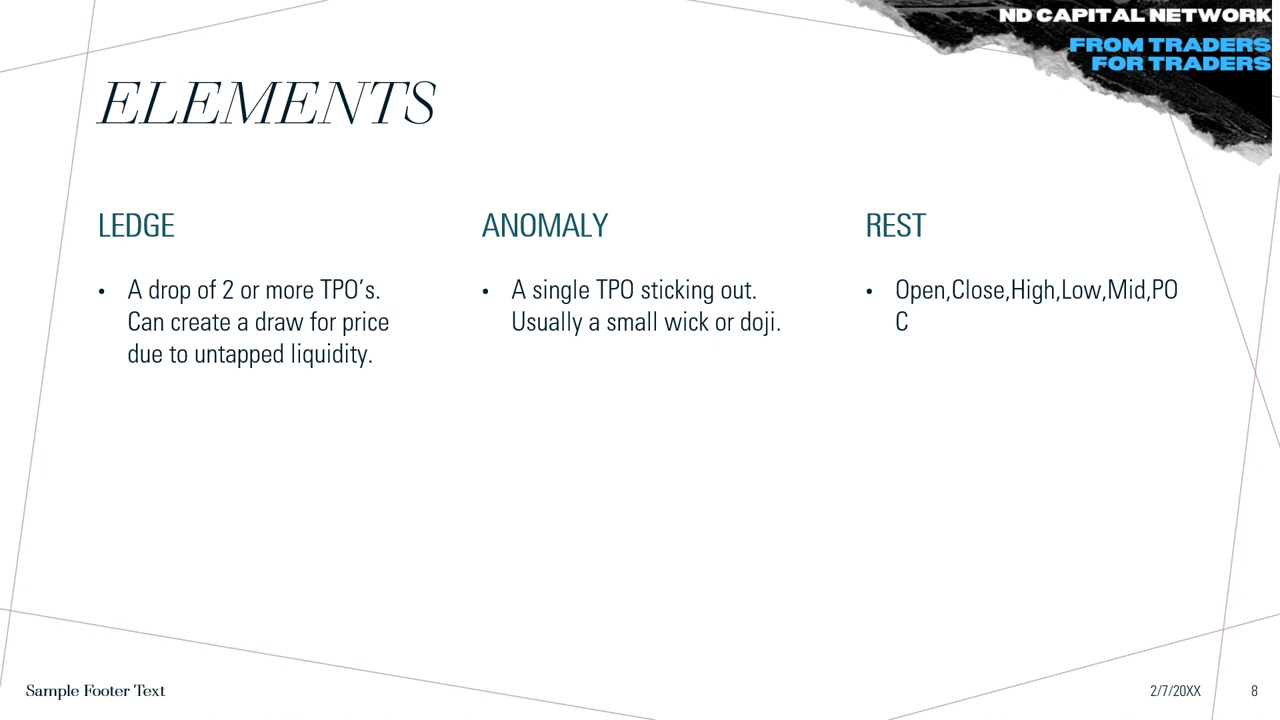 ND CAPITAL NETWORK
FROM TRADERS
FOR TRADERS
ELEMENTS
LEDGE
• A drop of 2 or more TPO’s.
Can create a draw for price
due to untapped liquidity.
ANOMALY
• A single TPO sticking out.
Usually a small wick or doji.
REST
• Open,Close,High,Low,Mid,PO
C
Sample Footer Text
2/7/20XX
8